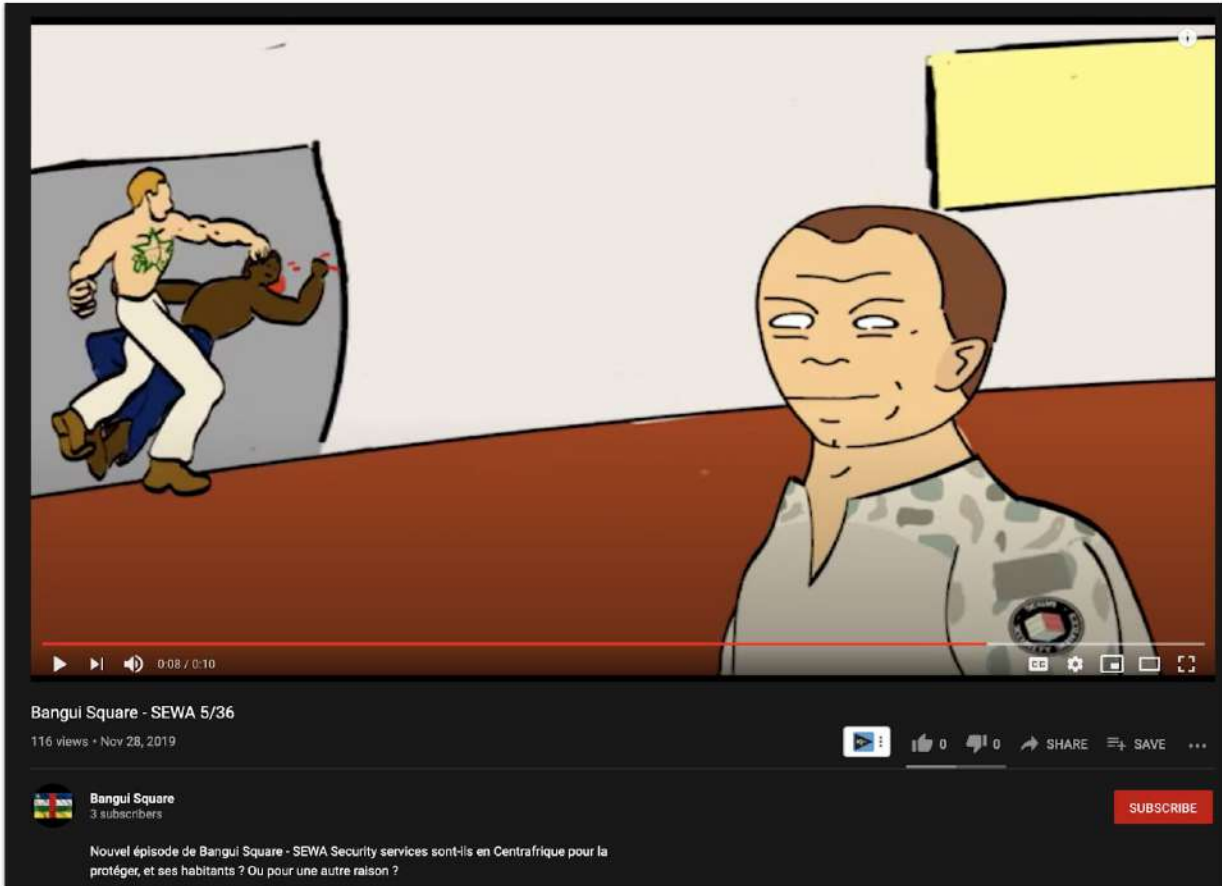 0:08 / 0:10
CC
Bangui Square - SEWA 5/36
116 views • Nov 28, 2019
0
0
SHARE
SAVE
Bangui Square
3 subscribers
SUBSCRIBE
Nouvel épisode de Bangui Square - SEWA Security services sont-ils en Centrafrique pour la
protéger, et ses habitants ? Ou pour une autre raison ?